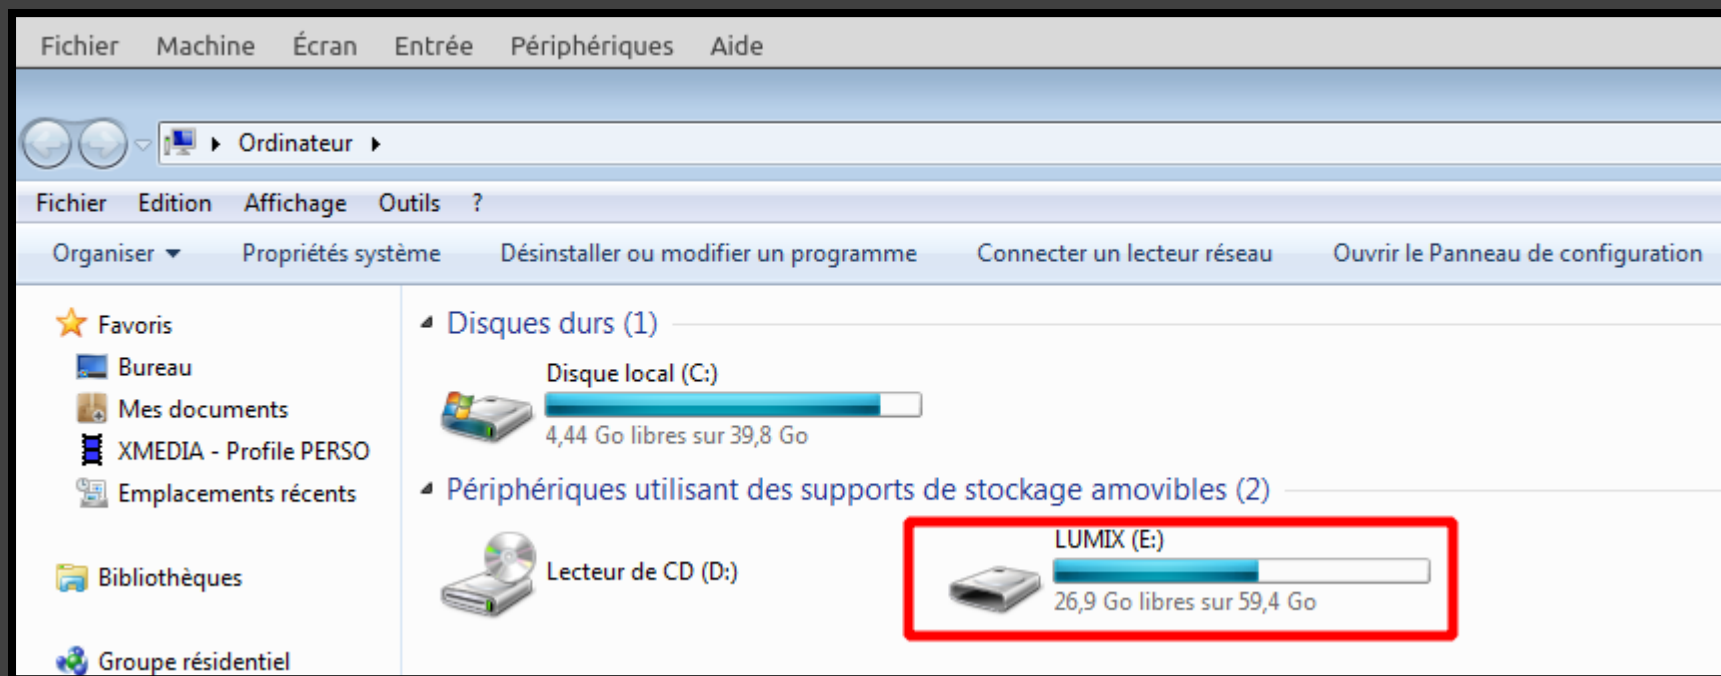 Fichier Machine Écran Entrée Périphériques Aide
Ordinateur
Fichier Edition Affichage Outils ?
Organiser Propriétés système Désinstaller ou modifier un programme Connecter un lecteur réseau Ouvrir le Panneau de configuration
Favoris
Bureau
Mes documents
XMEDIA - Profile PERSO
Emplacements récents
Bibliothèques
Groupe résidentiel
Disques durs (1)
Disque local (C:)
4,44 Go libres sur 39,8 Go
Périphériques utilisant des supports de stockage amovibles (2)
Lecteur de CD (D:)
LUMIX (E:)
26,9 Go libres sur 59,4 Go